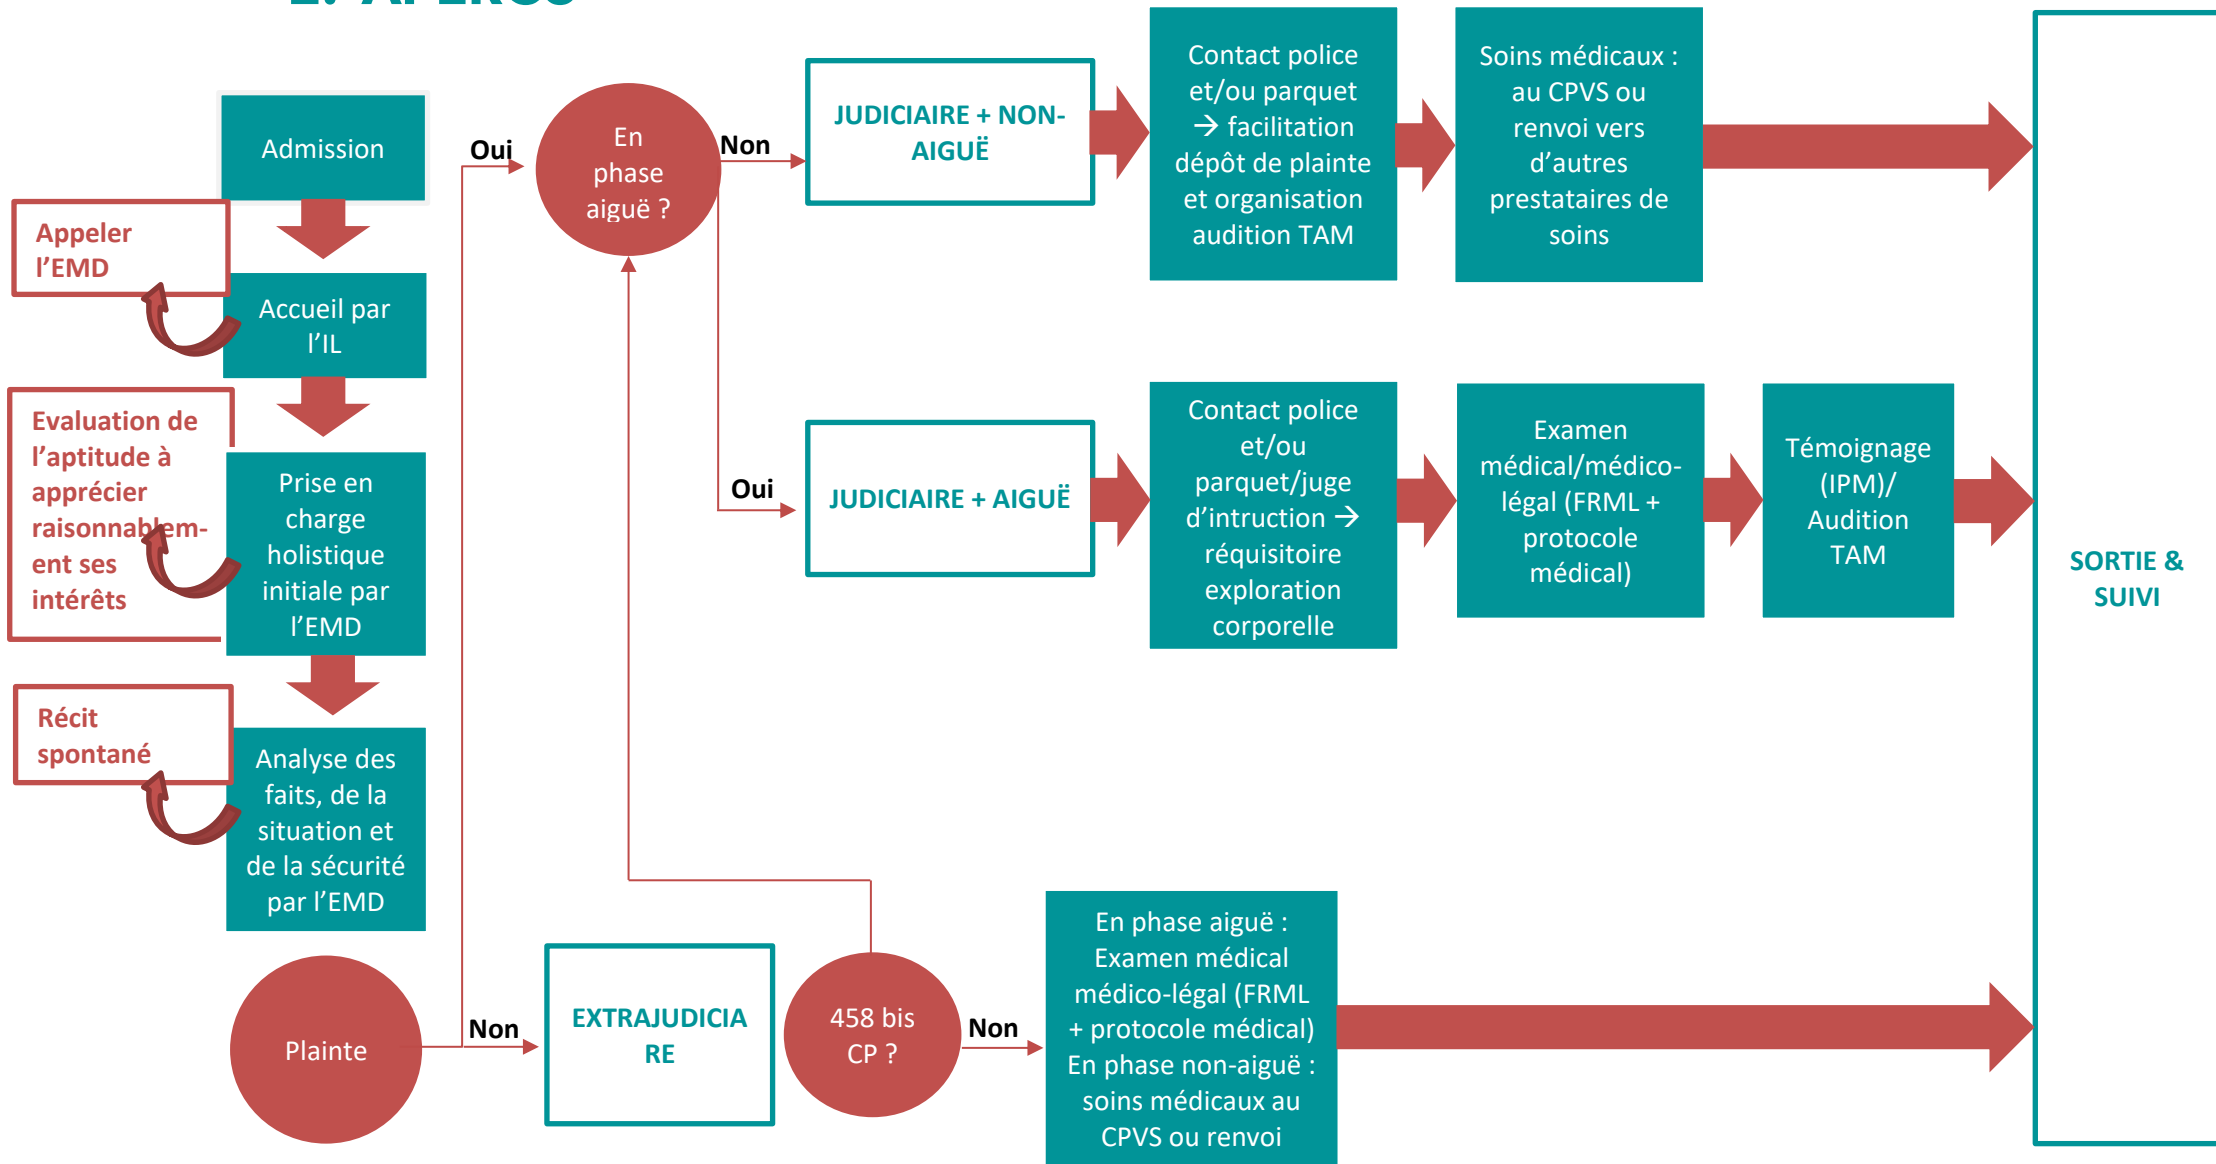 2. APERÇU
Admission
Appeler
l’EMD
Accueil par
l’IL
Evaluation de
l’aptitude à
apprécier
raisonnablem-
ent ses
intérêts
Prise en
charge
holistique
initiale par
l’EMD
Récit
spontané
Analyse des
faits, de la
situation et
de la sécurité
par l’EMD
Plainte
Oui
Non
En
phase
aiguë ?
Non
Oui
JUDICIAIRE + NON-
AIGUË
Contact police
et/ou parquet
→ facilitation
dépôt de plainte
et organisation
audition TAM
Soins médicaux :
au CPVS ou
renvoi vers
d’autres
prestataires de
soins
JUDICIAIRE + AIGUË
Contact police
et/ou
parquet/juge
d’intruction →
réquisitoire
exploration
corporelle
Examen
médical/médico-
légal (FRML +
protocole
médical)
Témoignage
(IPM)/
Audition
TAM
EXTRAJUDICIA
RE
458 bis
CP ?
Non
En phase aiguë :
Examen médical
médico-légal (FRML
+ protocole médical)
En phase non-aiguë :
soins médicaux au
CPVS ou renvoi
SORTIE &
SUIVI